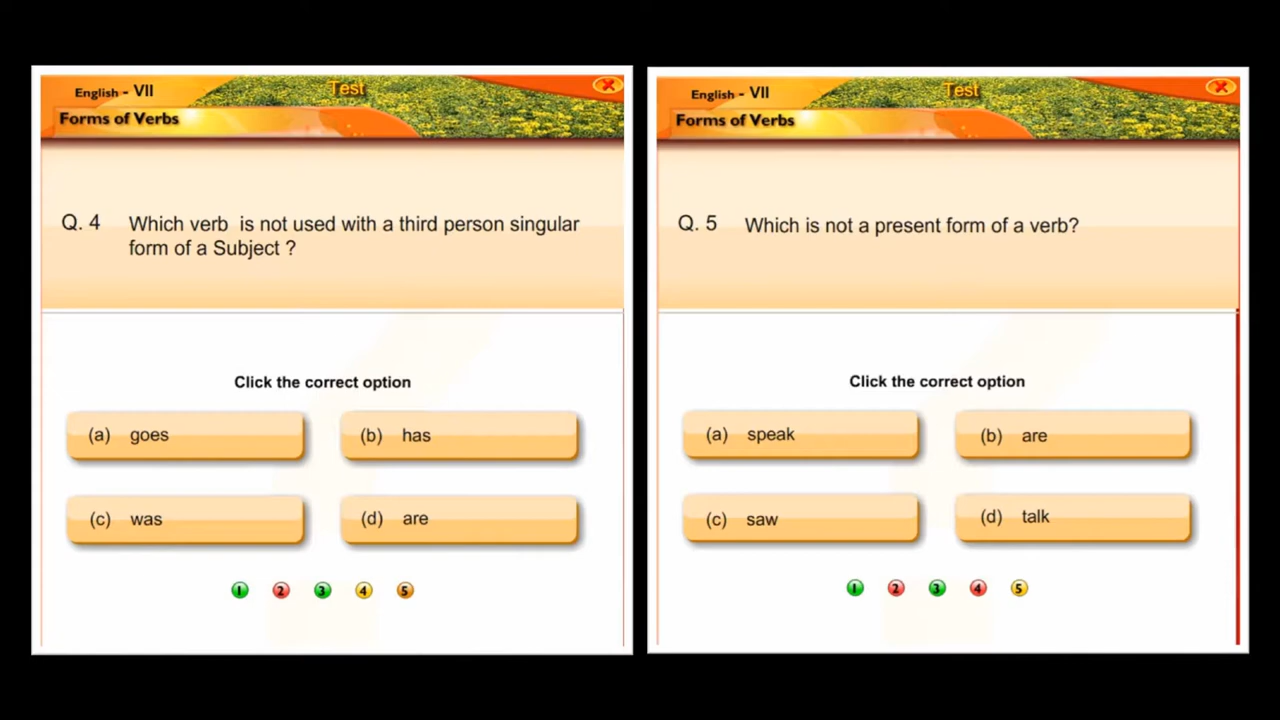 English - VII
Test
Forms of Verbs
Q. 4 Which verb is not used with a third person singular
form of a Subject ?
Click the correct option
(a) goes
(b) has
(c) was
(d) are
1 2 3 4 5
English - VII
Test
Forms of Verbs
Q. 5 Which is not a present form of a verb?
Click the correct option
(a) speak
(b) are
(c) saw
(d) talk
1 2 3 4 5